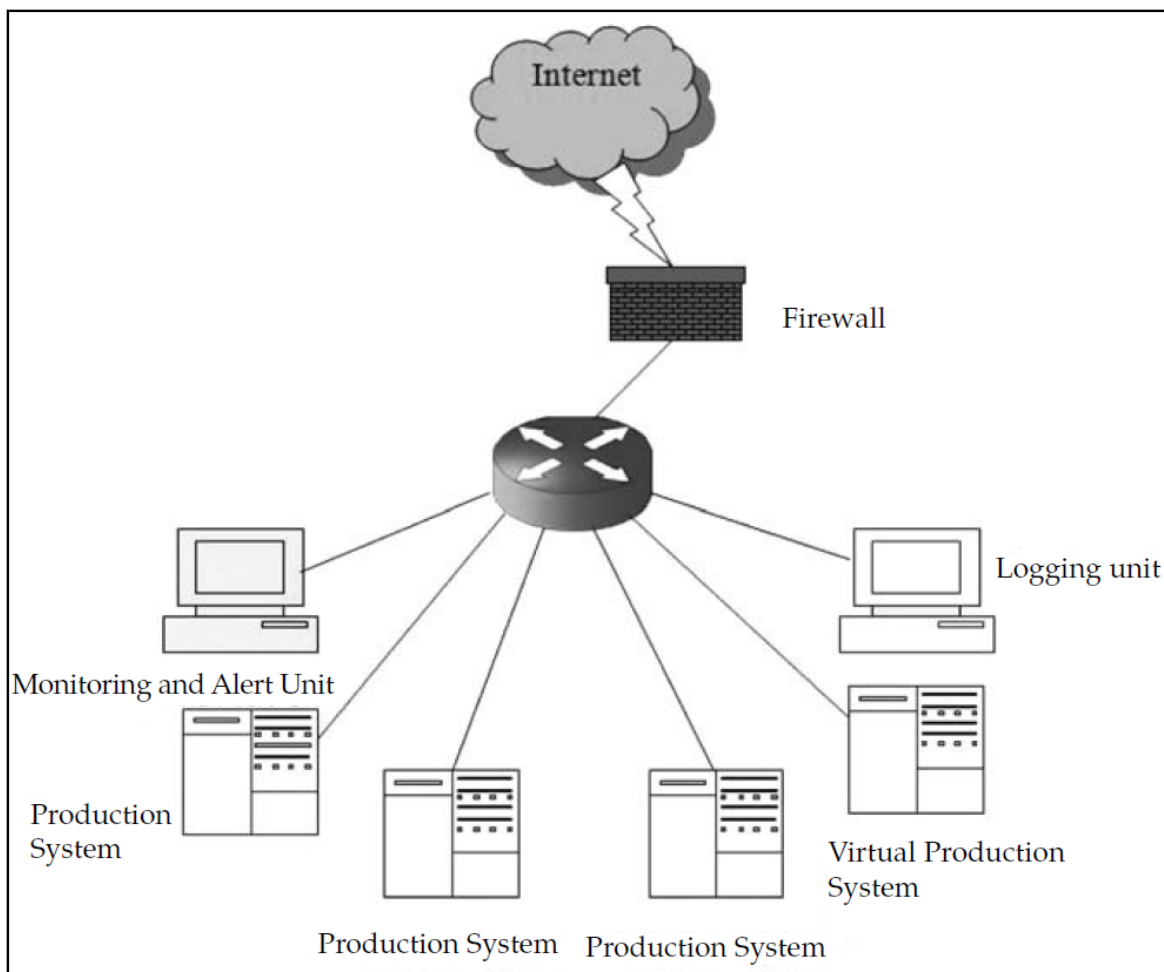 Internet
Firewall
Logging unit
Monitoring and Alert Unit
Production
System
Virtual Production
System
Production System
Production System